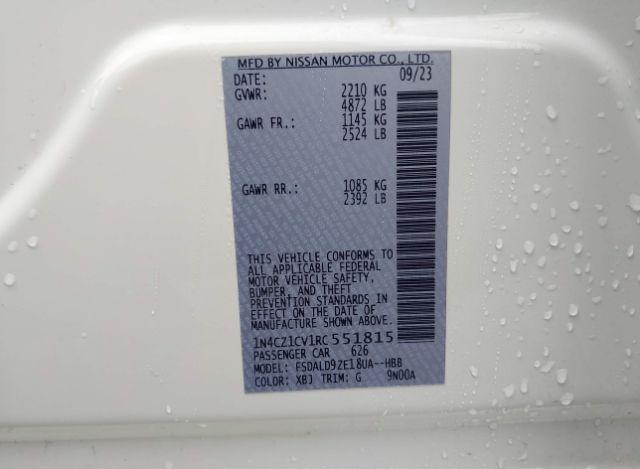 MFD BY NISSAN MOTOR CO., LTD.
DATE: 09/23
GVWR: 2210 KG
4872 LB
GAWR FR.: 1145 KG
2524 LB
GAWR RR.: 1085 KG
2392 LB
THIS VEHICLE CONFORMS TO
ALL APPLICABLE FEDERAL
MOTOR VEHICLE SAFETY,
BUMPER, AND THEFT
PREVENTION STANDARDS IN
EFFECT ON THE DATE OF
MANUFACTURE SHOWN ABOVE.
1N4CZ1CV1RC551815
PASSENGER CAR 626
MODEL: FSDALD9ZE18UA--HBB
COLOR: XBJ TRIM: G 9N00A